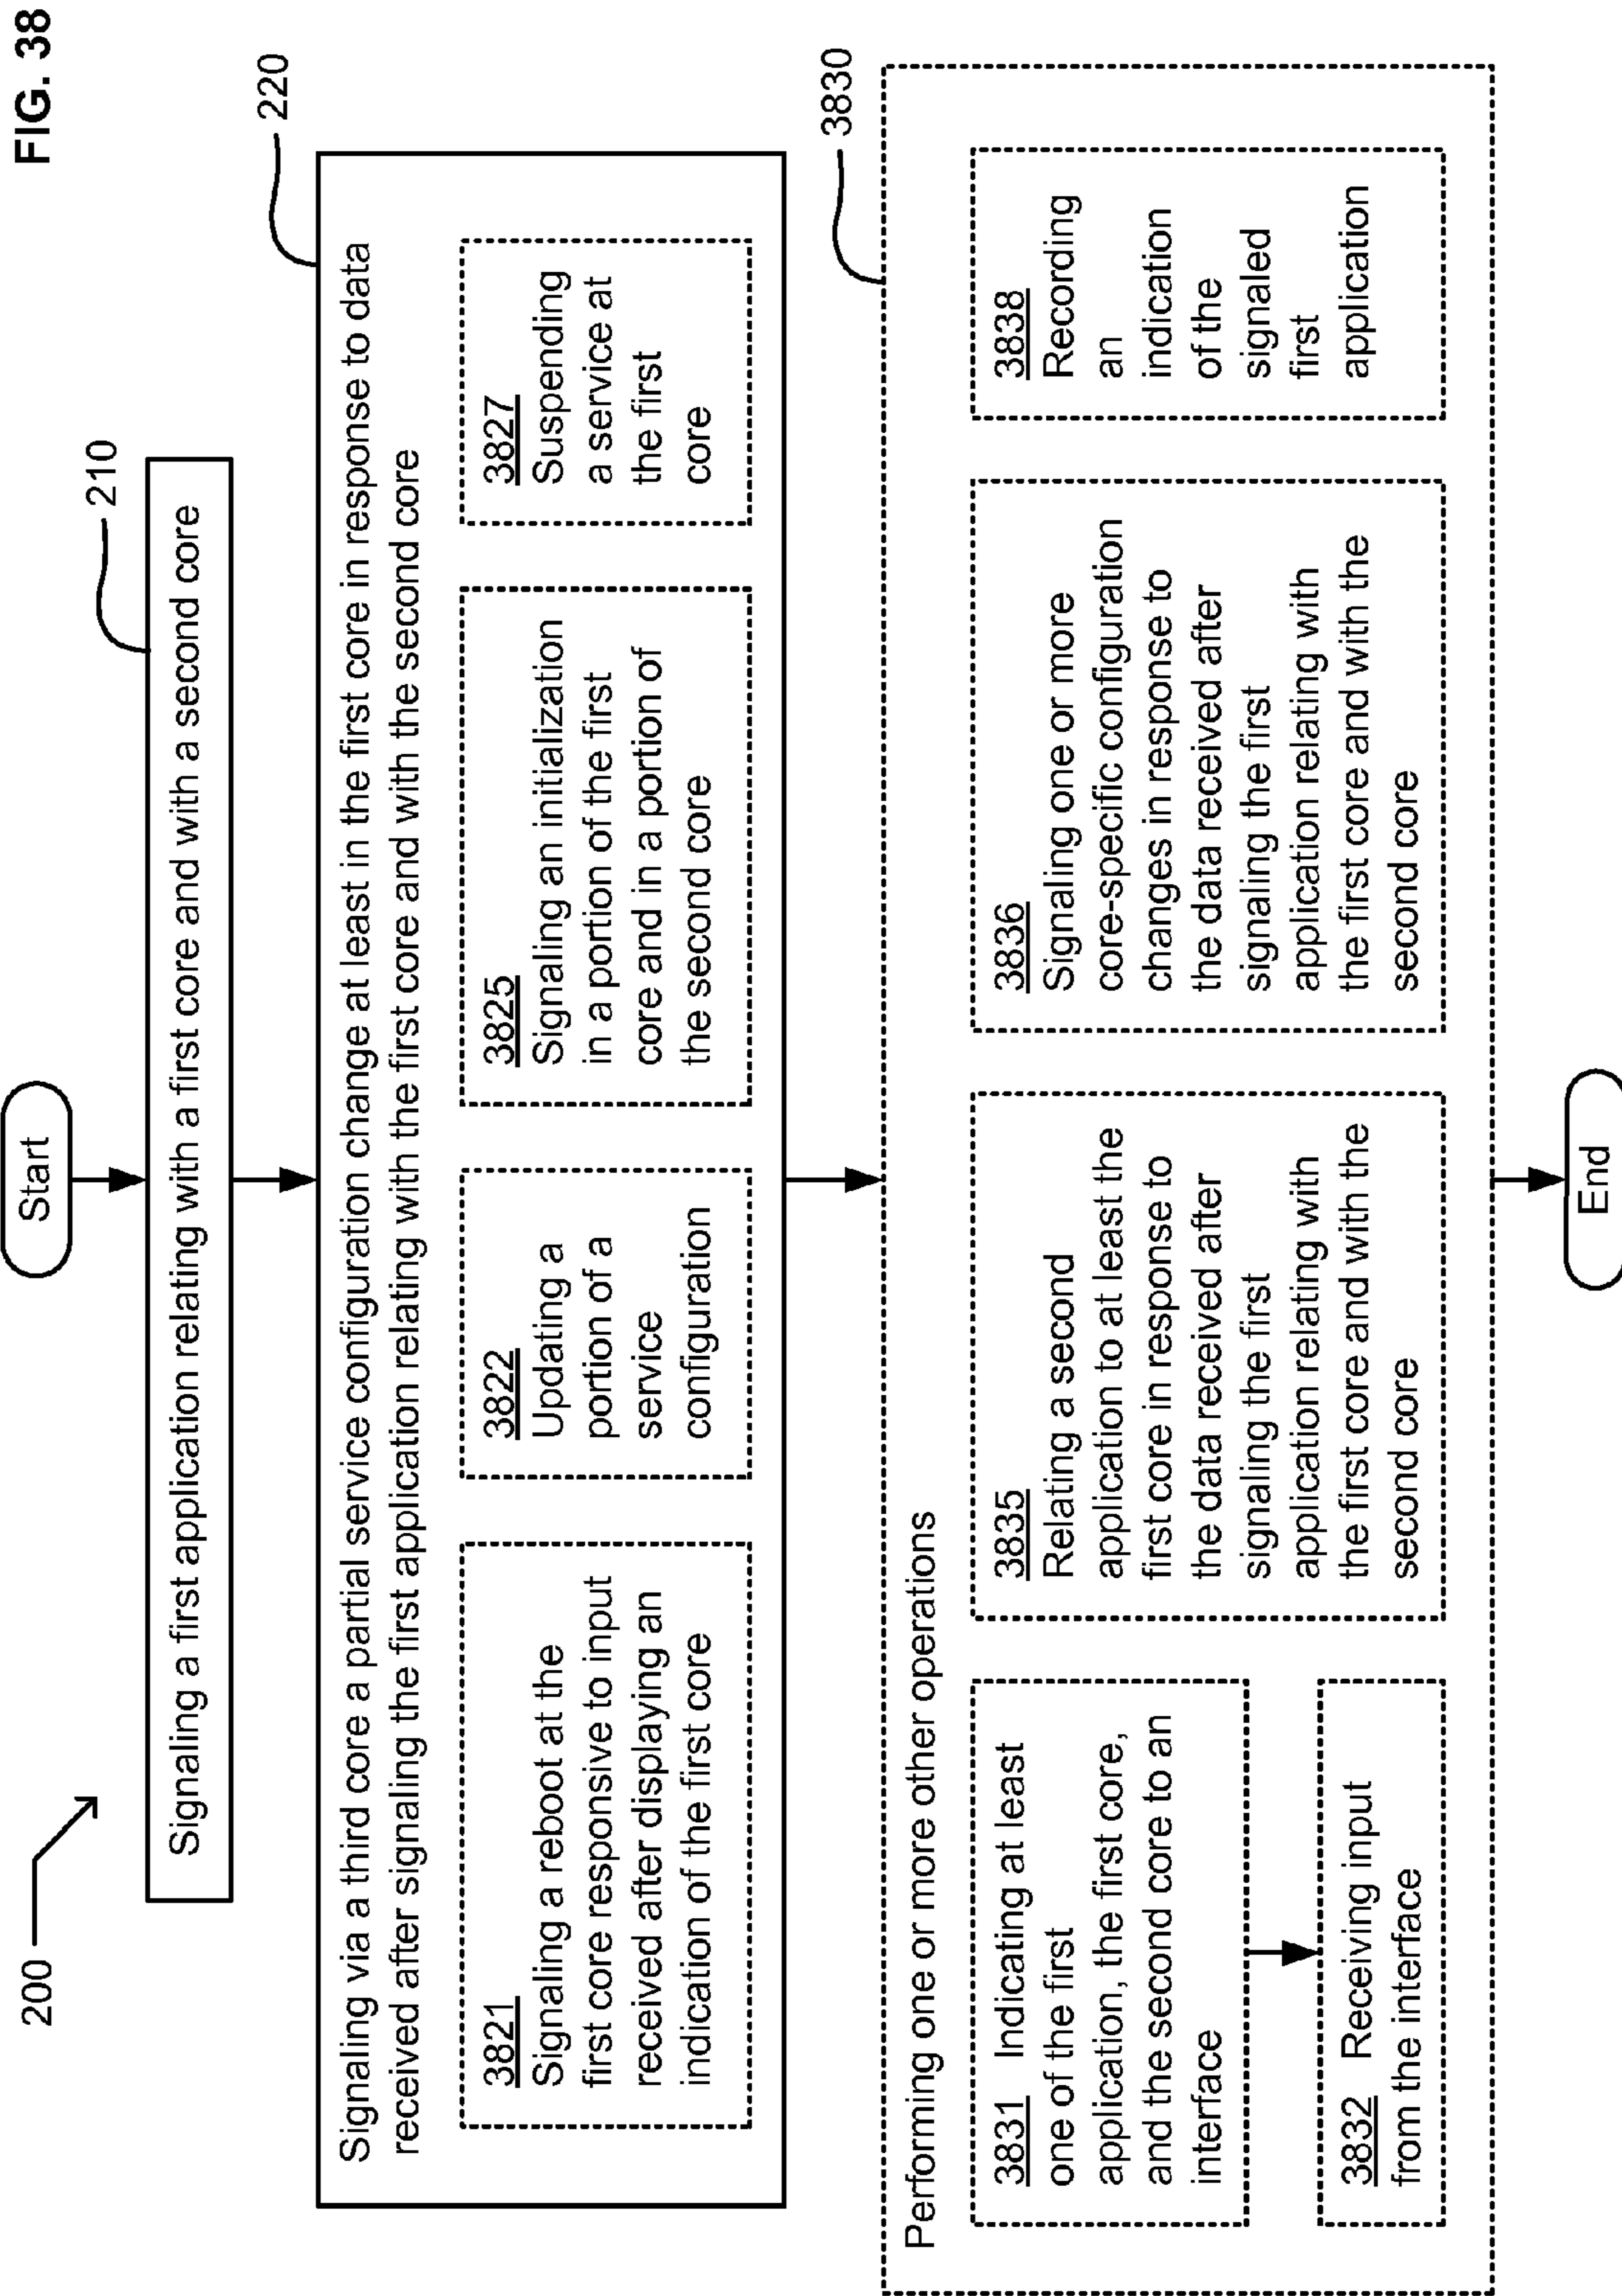 FIG. 38
200
Start
210
Signaling a first application relating with a first core and with a second core
220
Signaling via a third core a partial service configuration change at least in the first core in response to data
received after signaling the first application relating with the first core and with the second core
3821
Signaling a reboot at the
first core responsive to input
received after displaying an
indication of the first core
3822
Updating a
portion of a
service
configuration
3825
Signaling an initialization
in a portion of the first
core and in a portion of
the second core
3827
Suspending
a service at
the first
core
3830
Performing one or more other operations
3831 Indicating at least
one of the first
application, the first core,
and the second core to an
interface
3832 Receiving input
from the interface
3835
Relating a second
application to at least the
first core in response to
the data received after
signaling the first
application relating with
the first core and with the
second core
3836
Signaling one or more
core-specific configuration
changes in response to
the data received after
signaling the first
application relating with
the first core and with the
second core
3838
Recording
an
indication
of the
signaled
first
application
End